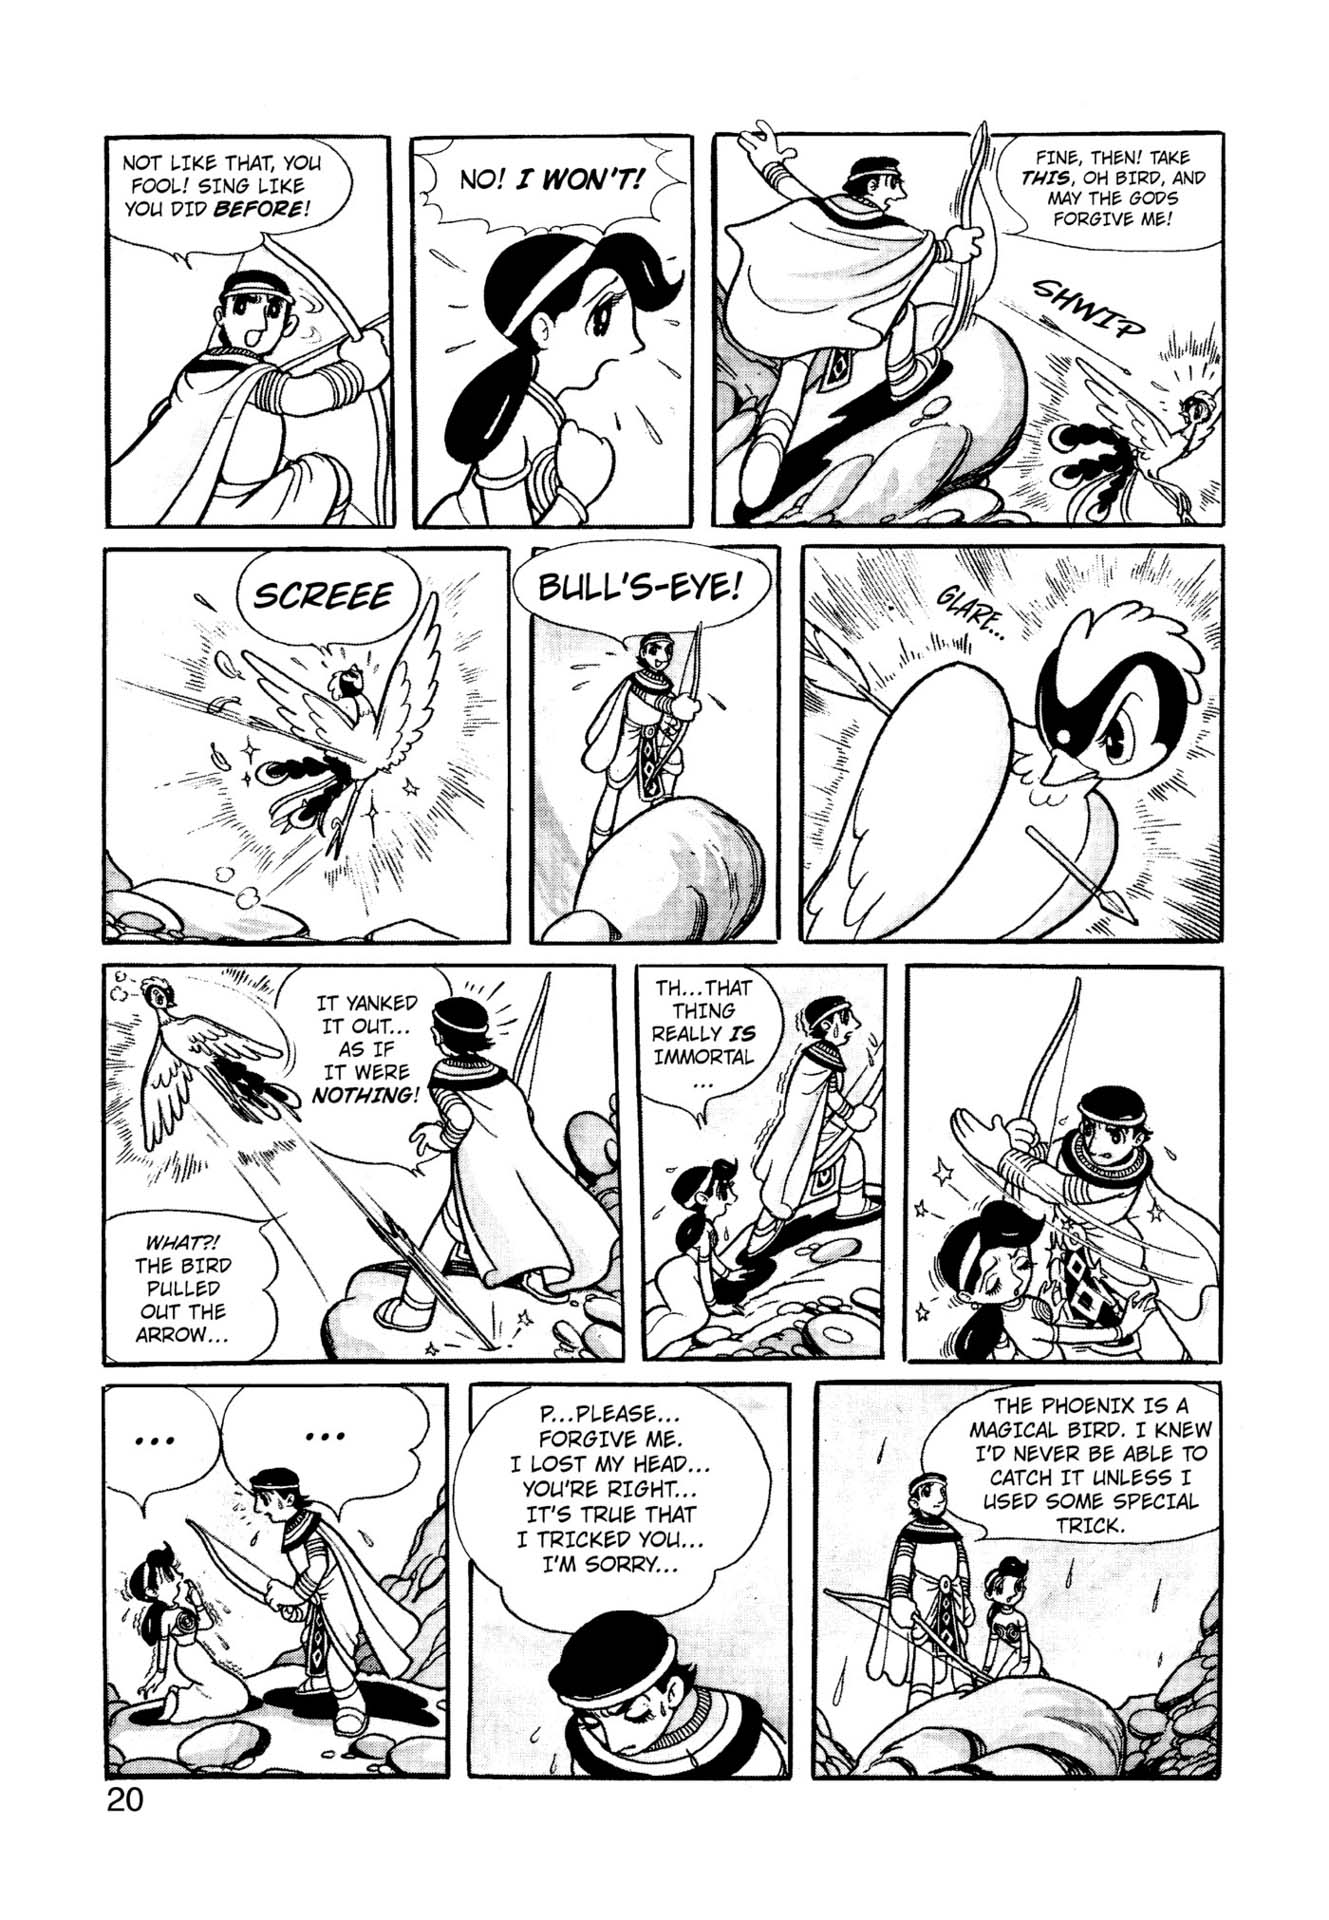 NOT LIKE THAT, YOU
FOOL! SING LIKE
YOU DID BEFORE!
NO! I WON'T!
FINE, THEN! TAKE
THIS, OH BIRD, AND
MAY THE GODS
FORGIVE ME!
SHWIP
SCREEE
BULL'S-EYE!
GLARE...
IT YANKED
IT OUT...
AS IF
IT WERE
NOTHING!
WHAT?!
THE BIRD
PULLED
OUT THE
ARROW...
TH...THAT
THING
REALLY IS
IMMORTAL
...
...
...
P...PLEASE...
FORGIVE ME.
I LOST MY HEAD...
YOU'RE RIGHT...
IT'S TRUE THAT
I TRICKED YOU...
I'M SORRY...
THE PHOENIX IS A
MAGICAL BIRD. I KNEW
I'D NEVER BE ABLE TO
CATCH IT UNLESS I
USED SOME SPECIAL
TRICK.
20